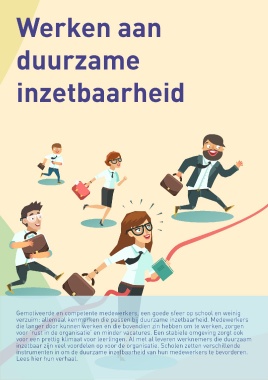 Werken aan
duurzame
inzetbaarheid
Gemotiveerde en competente medewerkers, een goede sfeer op school en weinig
verzuim: allemaal kenmerken die passen bij duurzame inzetbaarheid. Medewerkers
die langer door kunnen werken en die bovendien zin hebben om te werken, zorgen
voor 'rust in de organisatie' en minder vacatures. Een stabiele omgeving zorgt ook
voor een prettig klimaat voor leerlingen. Al met al leveren werknemers die duurzaam
inzetbaar zijn veel voordelen op voor de organisatie. Scholen zetten verschillende
instrumenten in om de duurzame inzetbaarheid van hun medewerkers te bevorderen.
Lees hier hun verhaal.